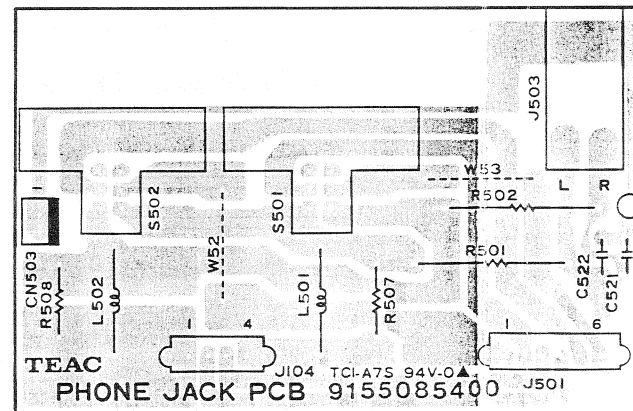 J503
W53
L R
R502
S502
S501
W52
1
CN503
R508
L502
R501
L501
R507
C522
C521
1 4
1 6
TEAC
J104 TCI-A7S 94V-0▲
J501
PHONE JACK PCB 9155085400